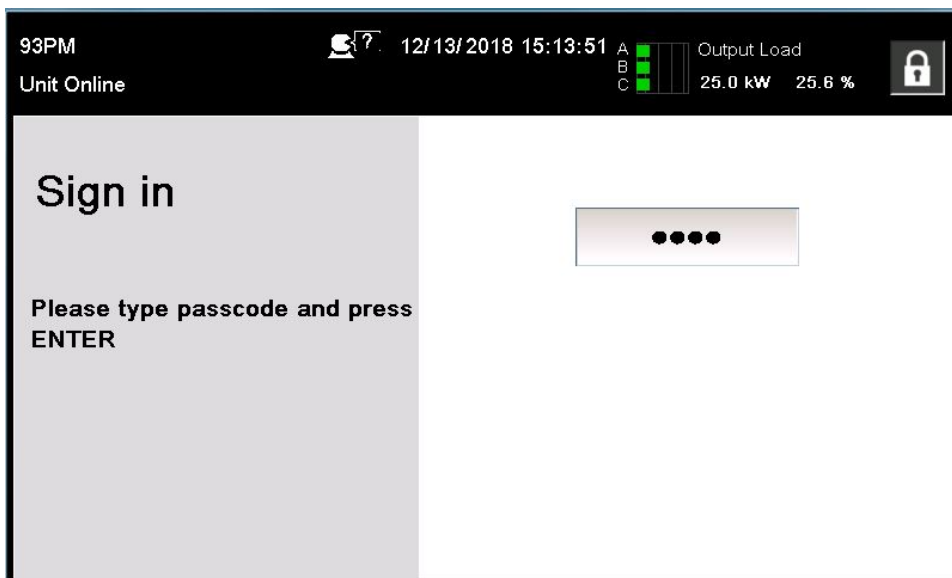 93PM
?
12/13/2018 15:13:51
A
B
C
Output Load
25.0 kW 25.6 %
Unit Online
Sign in
••••
Please type passcode and press
ENTER